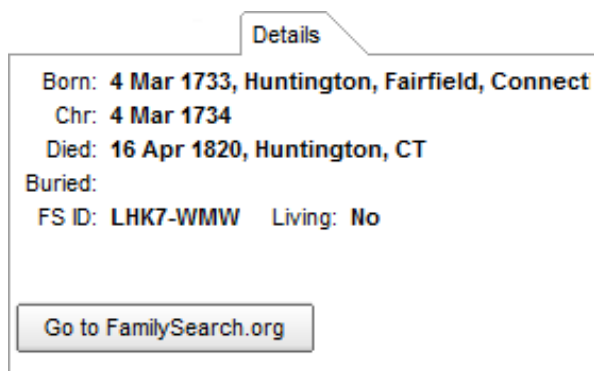 Details
Born: 4 Mar 1733, Huntington, Fairfield, Connecti
Chr: 4 Mar 1734
Died: 16 Apr 1820, Huntington, CT
Buried:
FS ID: LHK7-WMW Living: No
Go to FamilySearch.org